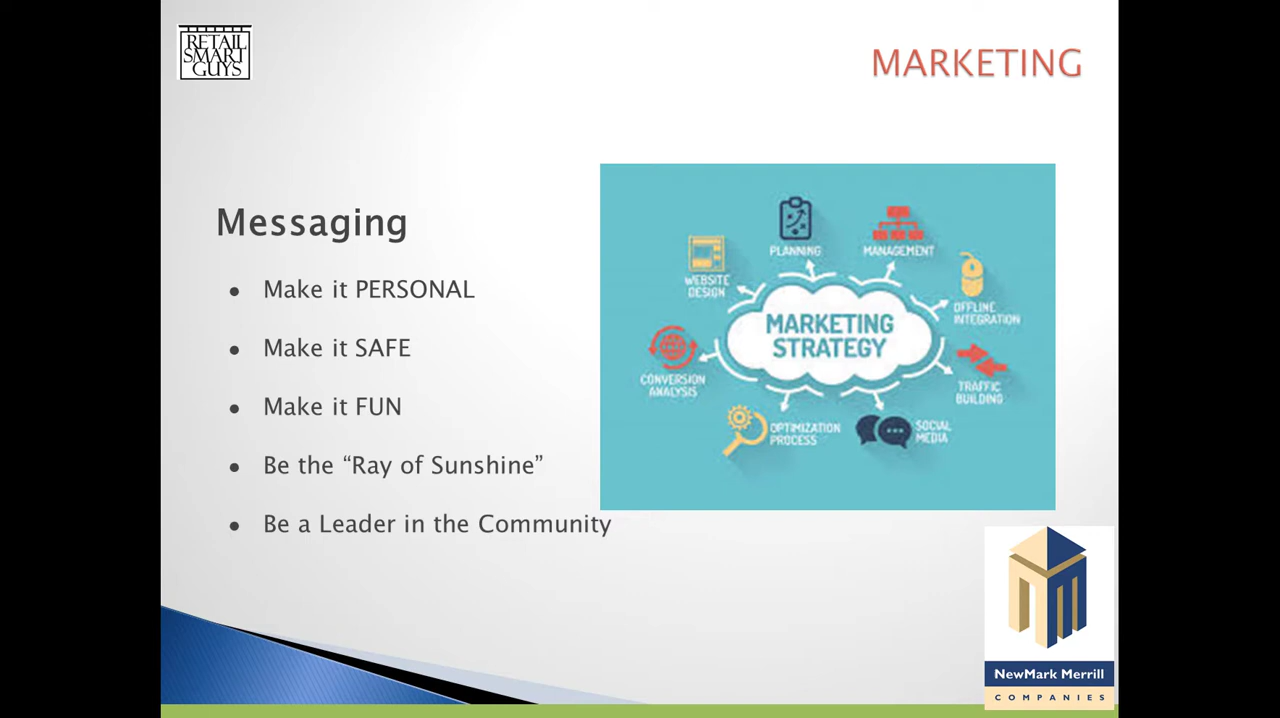 RETAIL
SMART
GUYS
MARKETING
Messaging
• Make it PERSONAL
• Make it SAFE
• Make it FUN
• Be the “Ray of Sunshine”
• Be a Leader in the Community
PLANNING
MANAGEMENT
WEBSITE
DESIGN
OFFLINE
INTEGRATION
MARKETING
STRATEGY
CONVERSION
ANALYSIS
TRAFFIC
BUILDING
OPTIMIZATION
PROCESS
SOCIAL
MEDIA
NewMark Merrill
COMPANIES